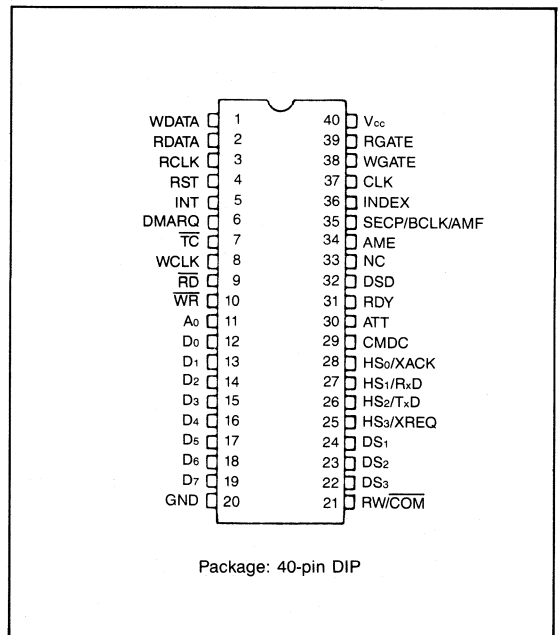 WDATA 1 40 Vcc
RDATA 2 39 RGATE
RCLK 3 38 WGATE
RST 4 37 CLK
INT 5 36 INDEX
DMARQ 6 35 SECP/BCLK/AMF
T̅C̅ 7 34 AME
WCLK 8 33 NC
R̅D̅ 9 32 DSD
W̅R̅ 10 31 RDY
A₀ 11 30 ATT
D₀ 12 29 CMDC
D₁ 13 28 HS₀/XACK
D₂ 14 27 HS₁/RxD
D₃ 15 26 HS₂/TxD
D₄ 16 25 HS₃/XREQ
D₅ 17 24 DS₁
D₆ 18 23 DS₂
D₇ 19 22 DS₃
GND 20 21 RW/C̅O̅M̅
Package: 40-pin DIP